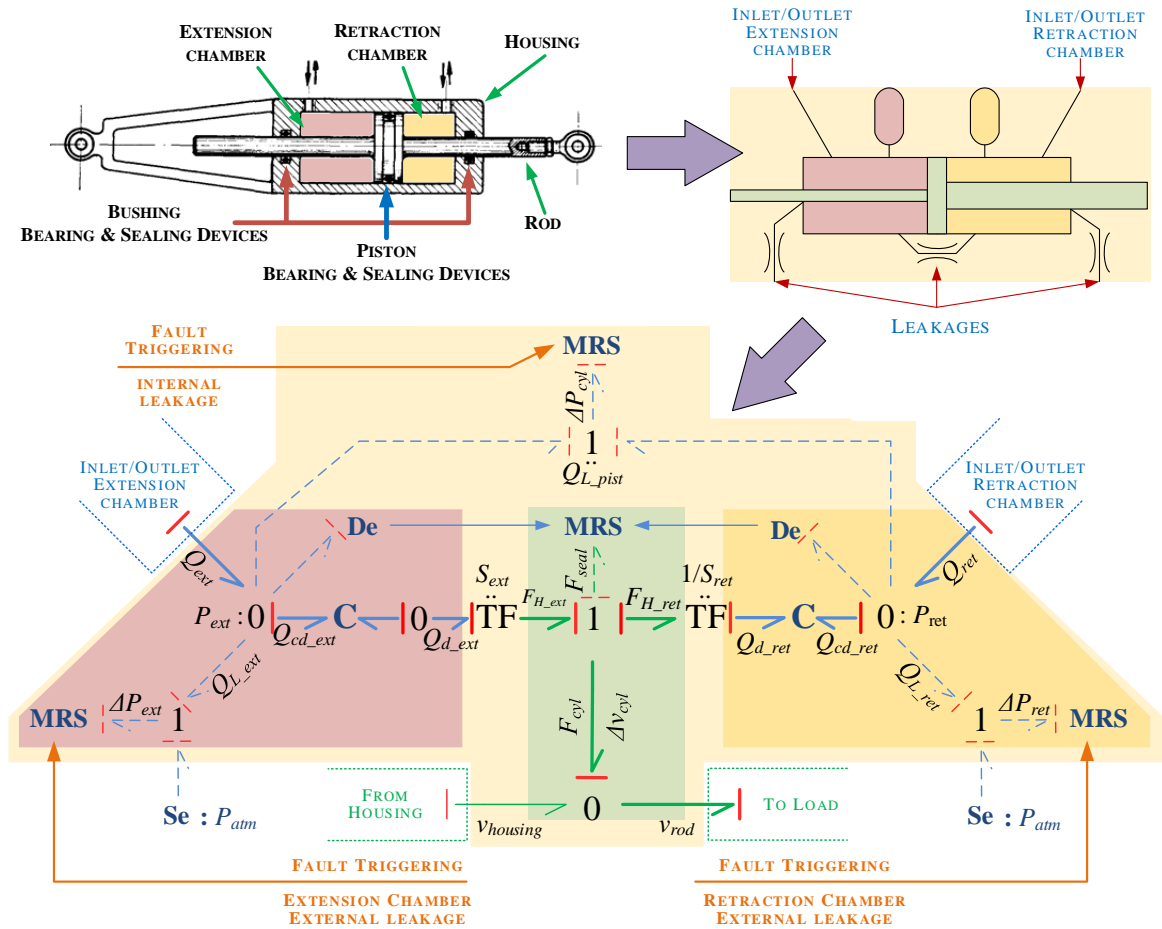 EXTENSION
CHAMBER
RETRACTION
CHAMBER
HOUSING
BUSHING
BEARING & SEALING DEVICES
PISTON
BEARING & SEALING DEVICES
ROD
INLET/OUTLET
EXTENSION
CHAMBER
INLET/OUTLET
RETRACTION
CHAMBER
LEAKAGES
FAULT
TRIGGERING
INTERNAL
LEAKAGE
MRS
ΔP_cyl
1
Q_L_pist
INLET/OUTLET
EXTENSION
CHAMBER
INLET/OUTLET
RETRACTION
CHAMBER
Q_ext
De
MRS
De
Q_ret
F_seal
S_ext
1/S_ret
P_ext : 0
Q_cd_ext
C
0
Q_d_ext
TF
F_H_ext
1
F_H_ret
TF
Q_d_ret
C
Q_cd_ret
0 : P_ret
Q_L_ext
Q_L_ret
MRS
ΔP_ext
1
F_cyl
Δv_cyl
1
ΔP_ret
MRS
Se : P_atm
FROM
HOUSING
v_housing
0
v_rod
TO LOAD
Se : P_atm
FAULT TRIGGERING
EXTENSION CHAMBER
EXTERNAL LEAKAGE
FAULT TRIGGERING
RETRACTION CHAMBER
EXTERNAL LEAKAGE